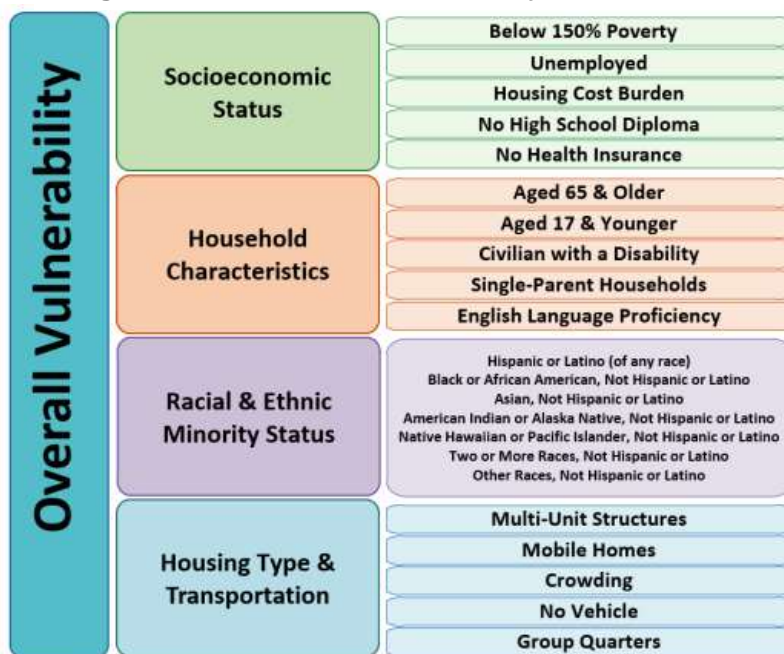 Overall Vulnerability
Socioeconomic
Status
Below 150% Poverty
Unemployed
Housing Cost Burden
No High School Diploma
No Health Insurance
Household
Characteristics
Aged 65 & Older
Aged 17 & Younger
Civilian with a Disability
Single-Parent Households
English Language Proficiency
Racial & Ethnic
Minority Status
Hispanic or Latino (of any race)
Black or African American, Not Hispanic or Latino
Asian, Not Hispanic or Latino
American Indian or Alaska Native, Not Hispanic or Latino
Native Hawaiian or Pacific Islander, Not Hispanic or Latino
Two or More Races, Not Hispanic or Latino
Other Races, Not Hispanic or Latino
Housing Type &
Transportation
Multi-Unit Structures
Mobile Homes
Crowding
No Vehicle
Group Quarters